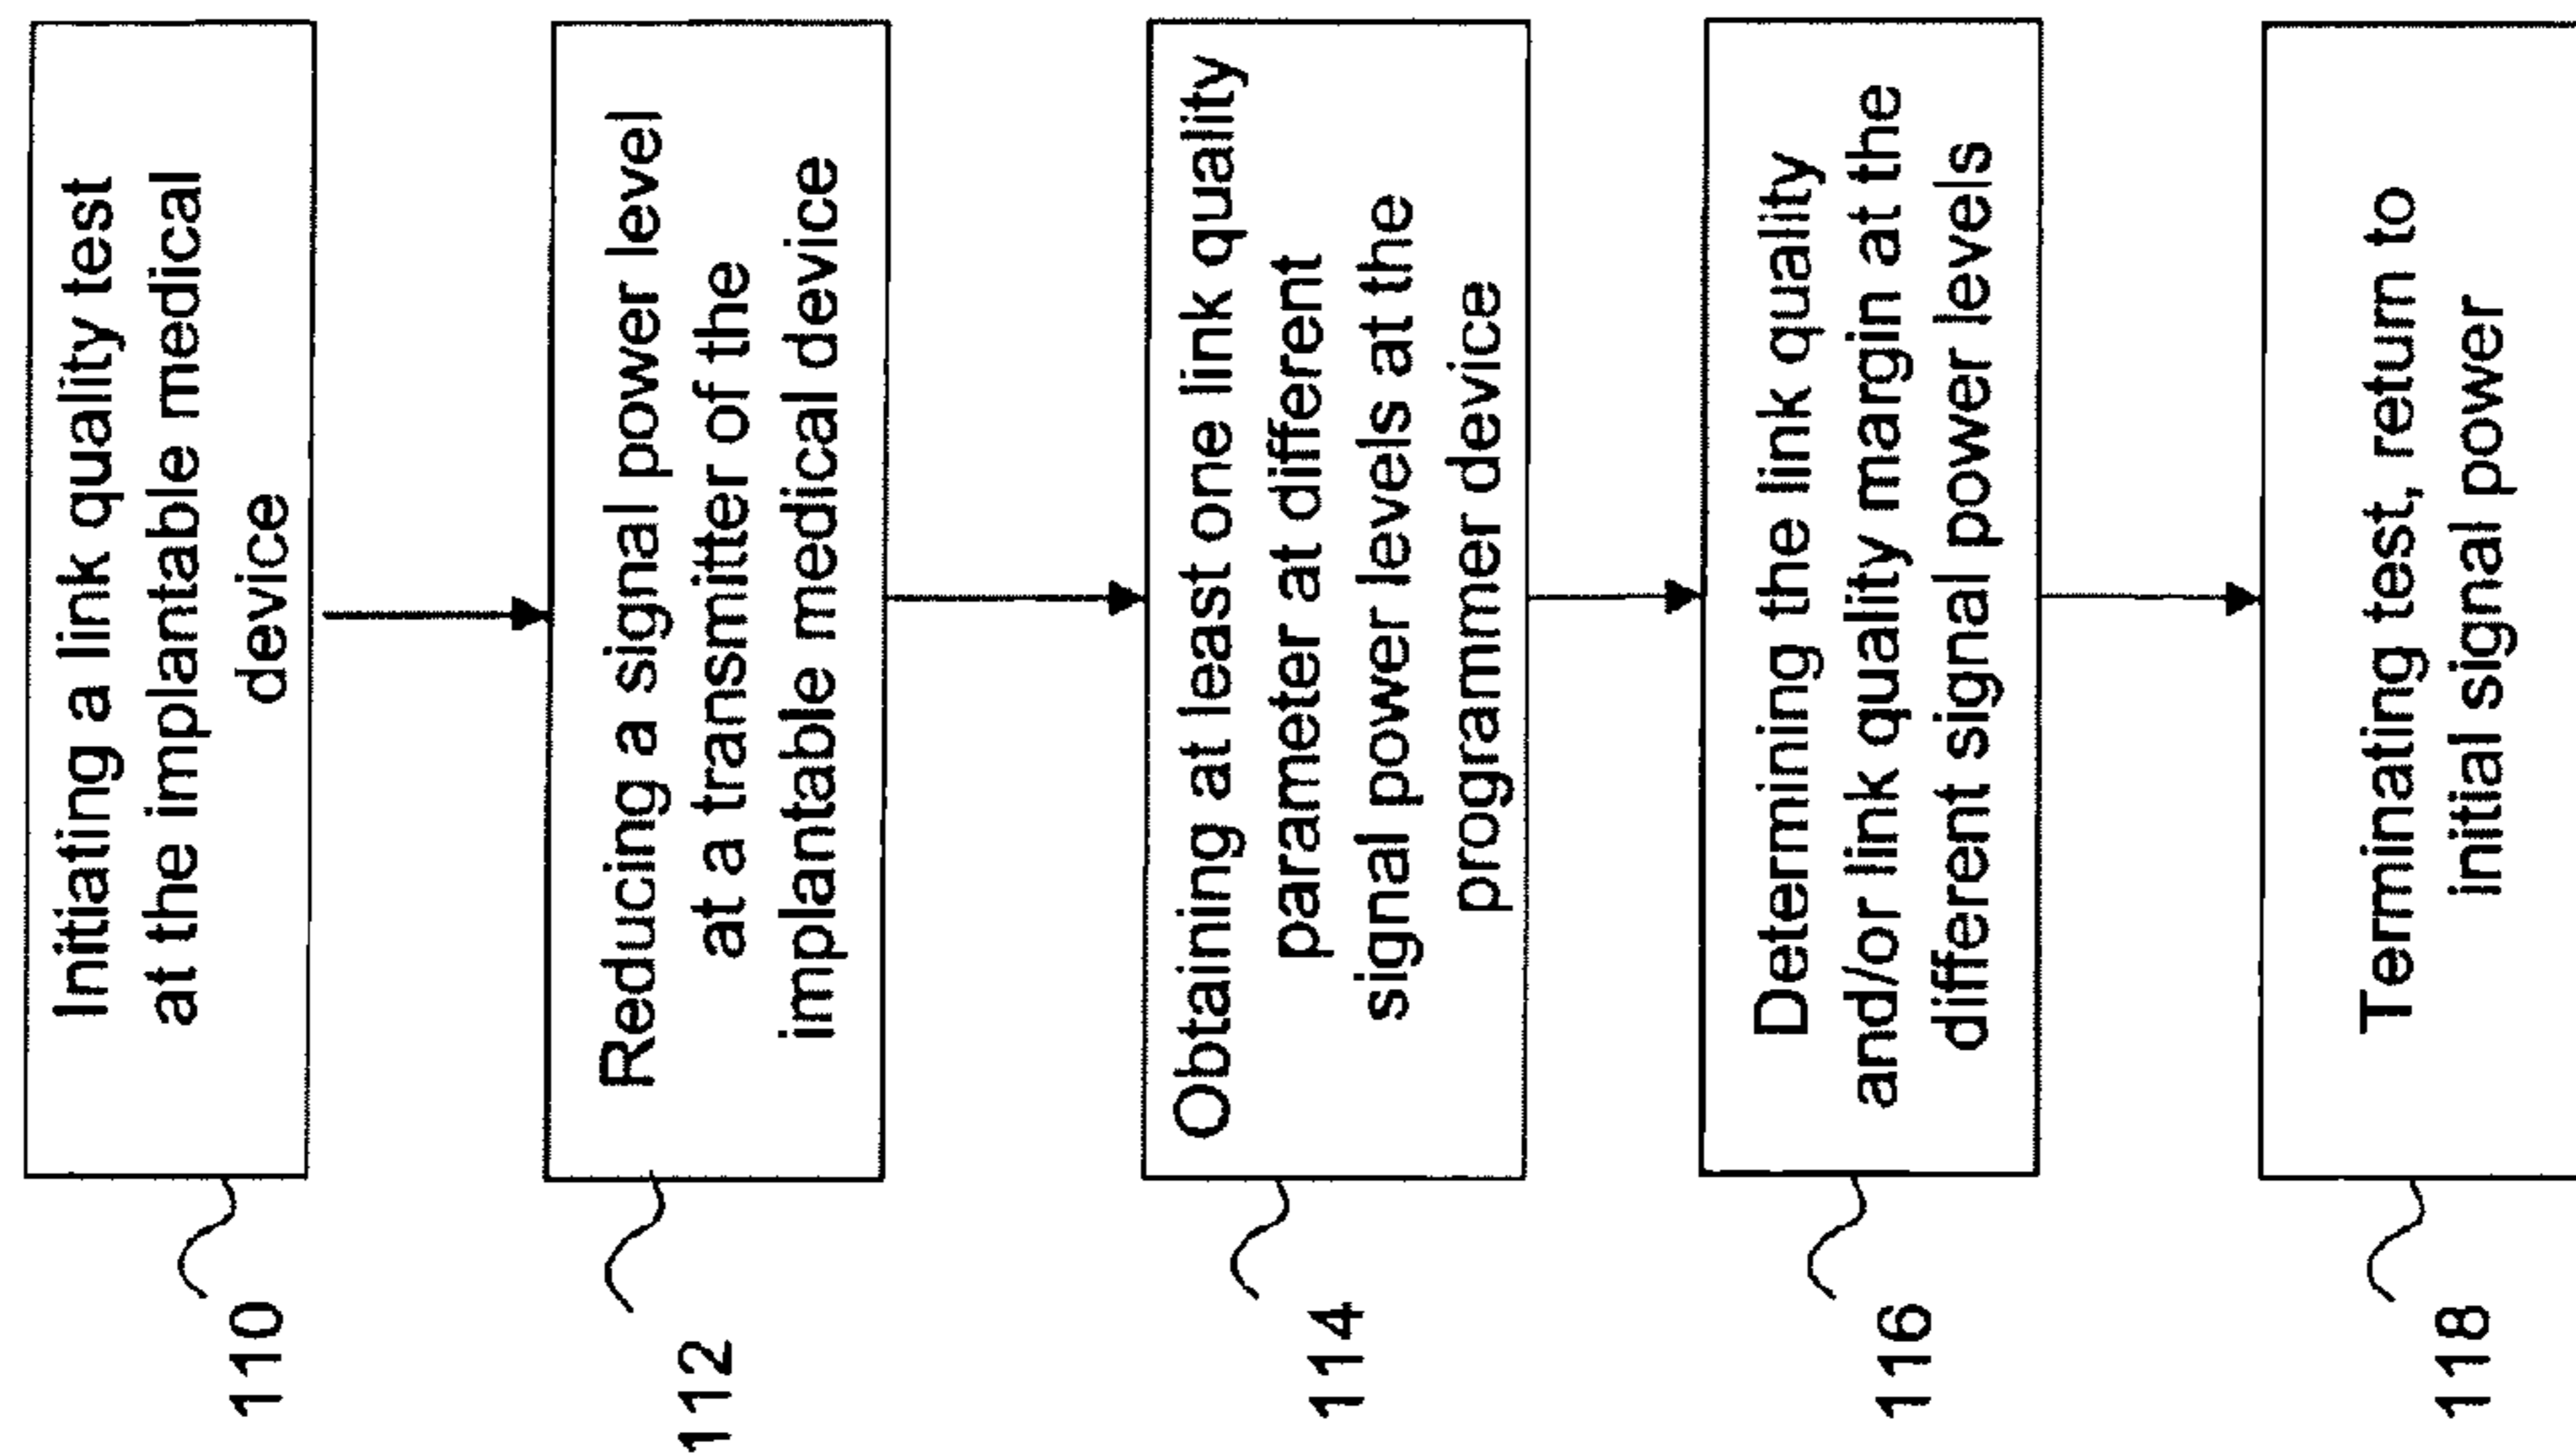 Initiating a link quality test
at the implantable medical
device
110
Reducing a signal power level
at a transmitter of the
implantable medical device
112
Obtaining at least one link quality
parameter at different
signal power levels at the
programmer device
114
Determining the link quality
and/or link quality margin at the
different signal power levels
116
Terminating test, return to
initial signal power
118